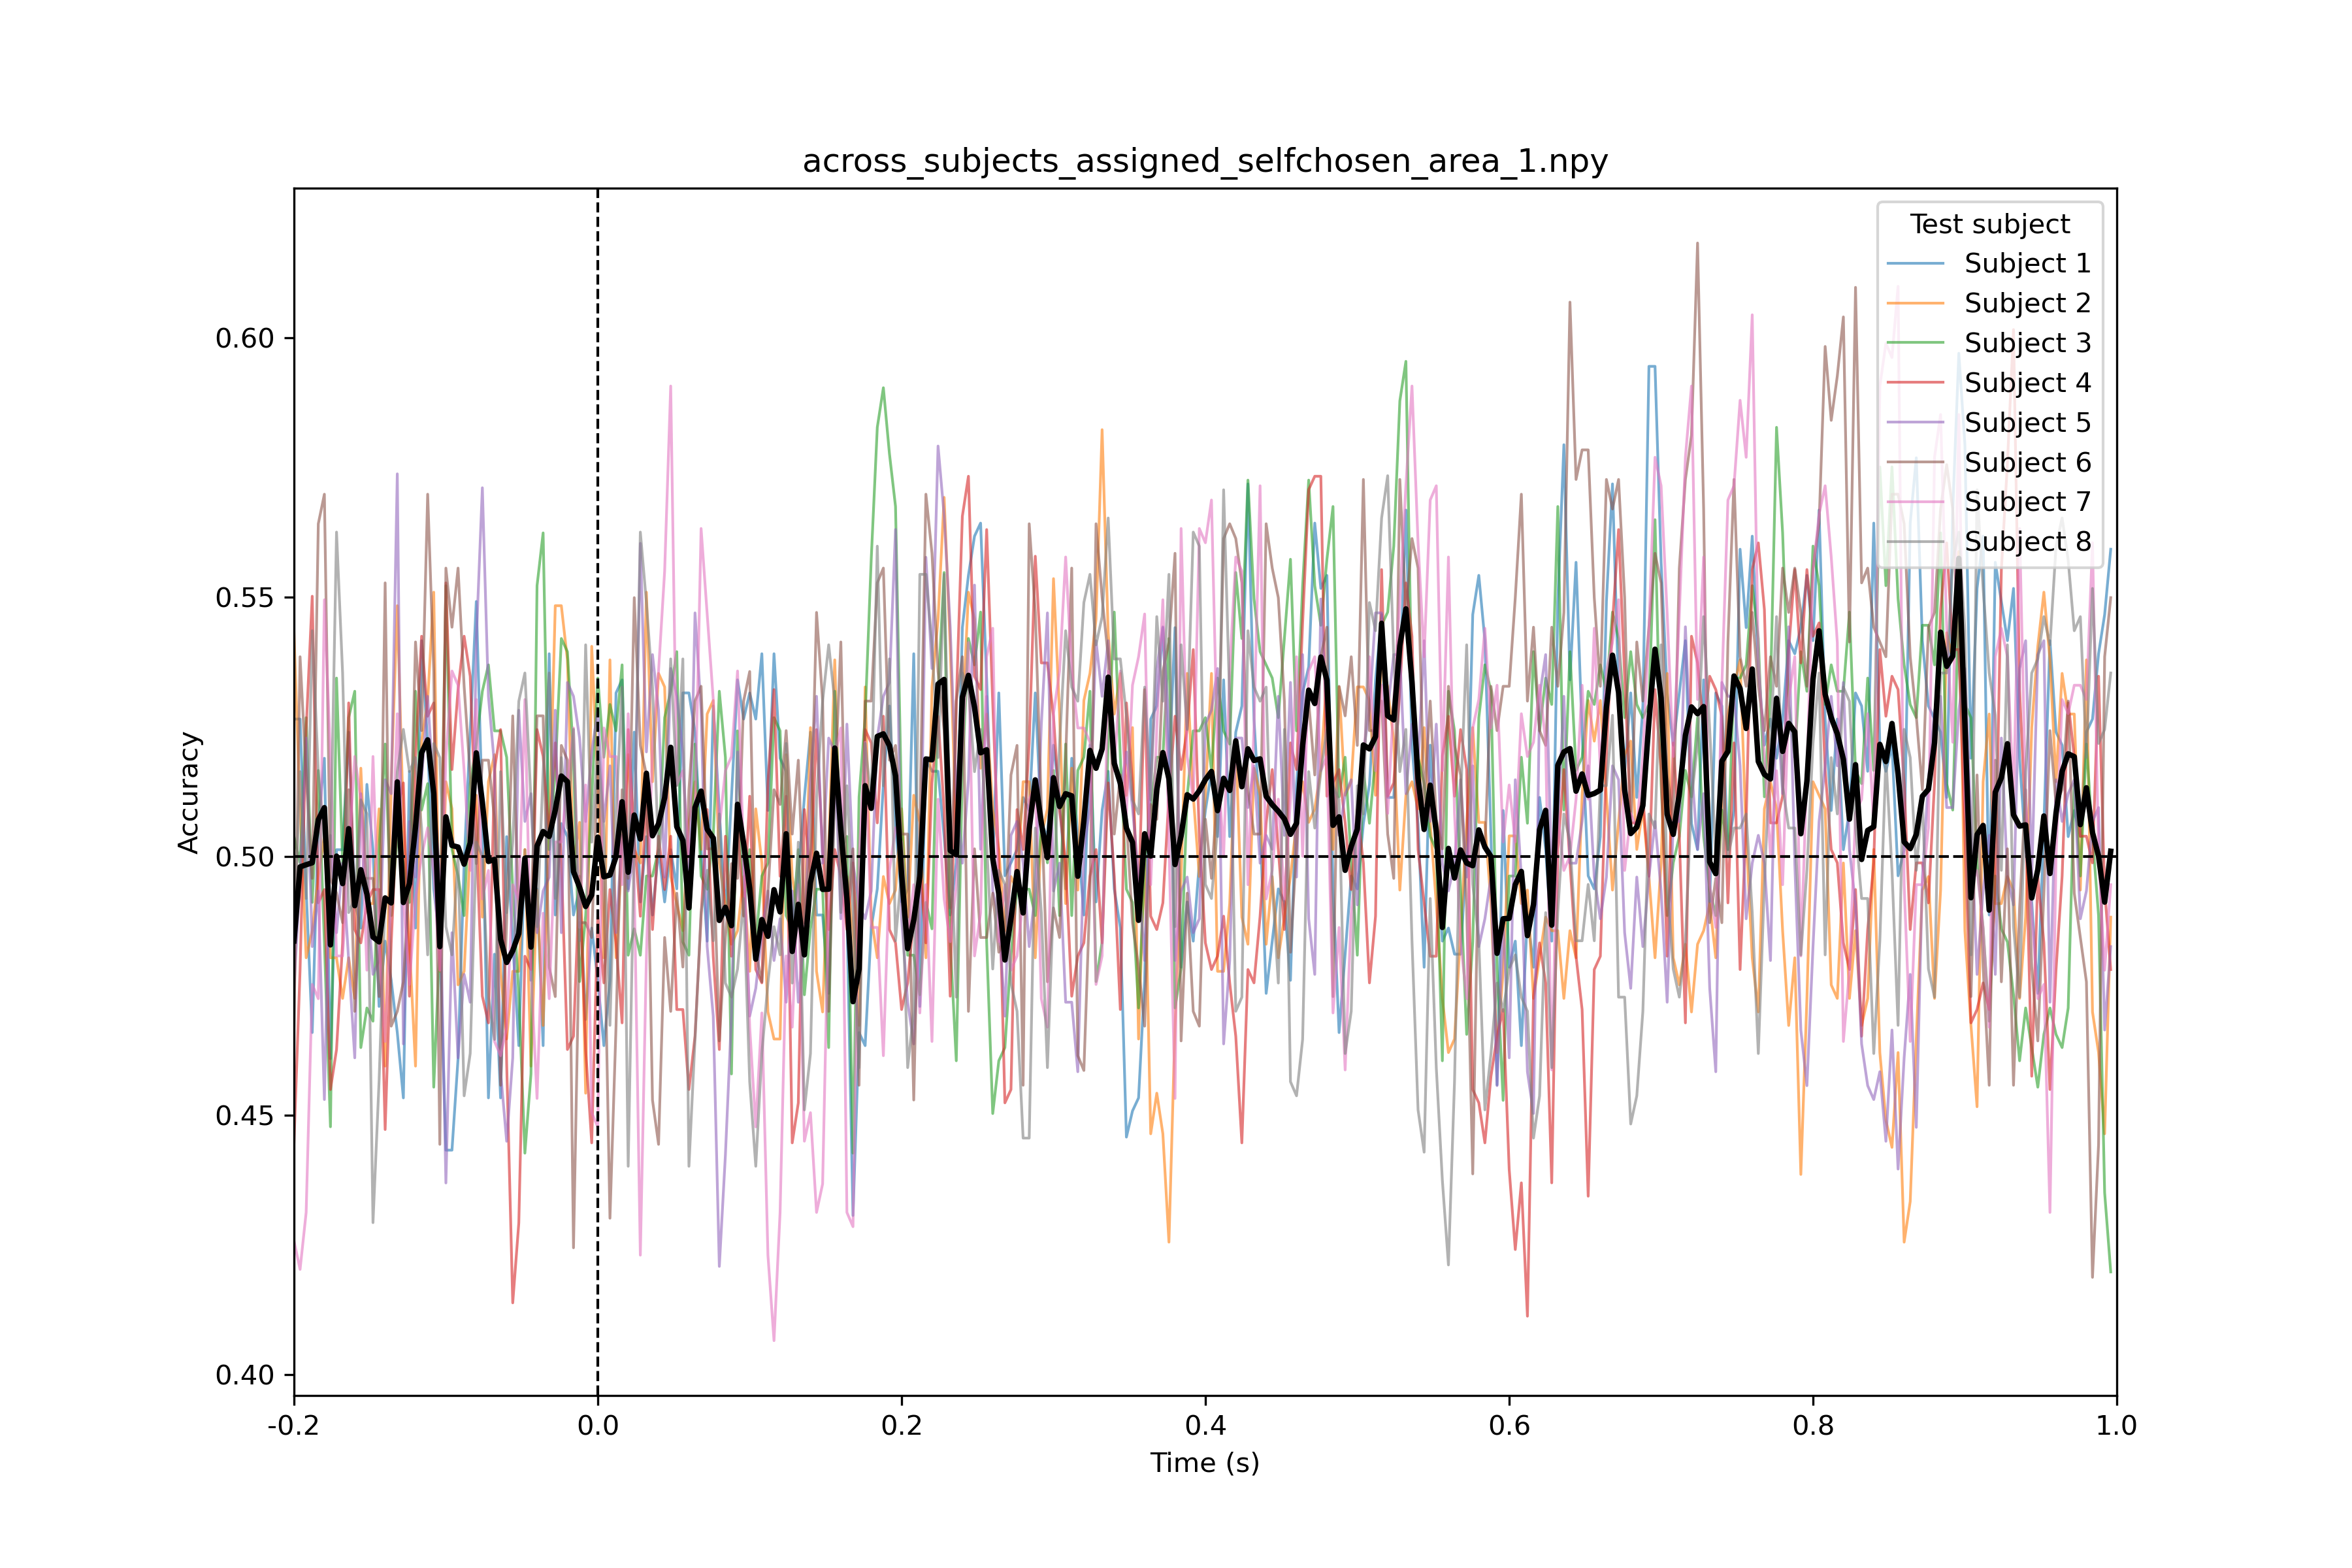 across_subjects_assigned_selfchosen_area_1.npy
Test subject
Subject 1
Subject 2
Subject 3
Subject 4
Subject 5
Subject 6
Subject 7
Subject 8
Accuracy
0.60
0.55
0.50
0.45
0.40
-0.2
0.0
0.2
0.4
0.6
0.8
1.0
Time (s)